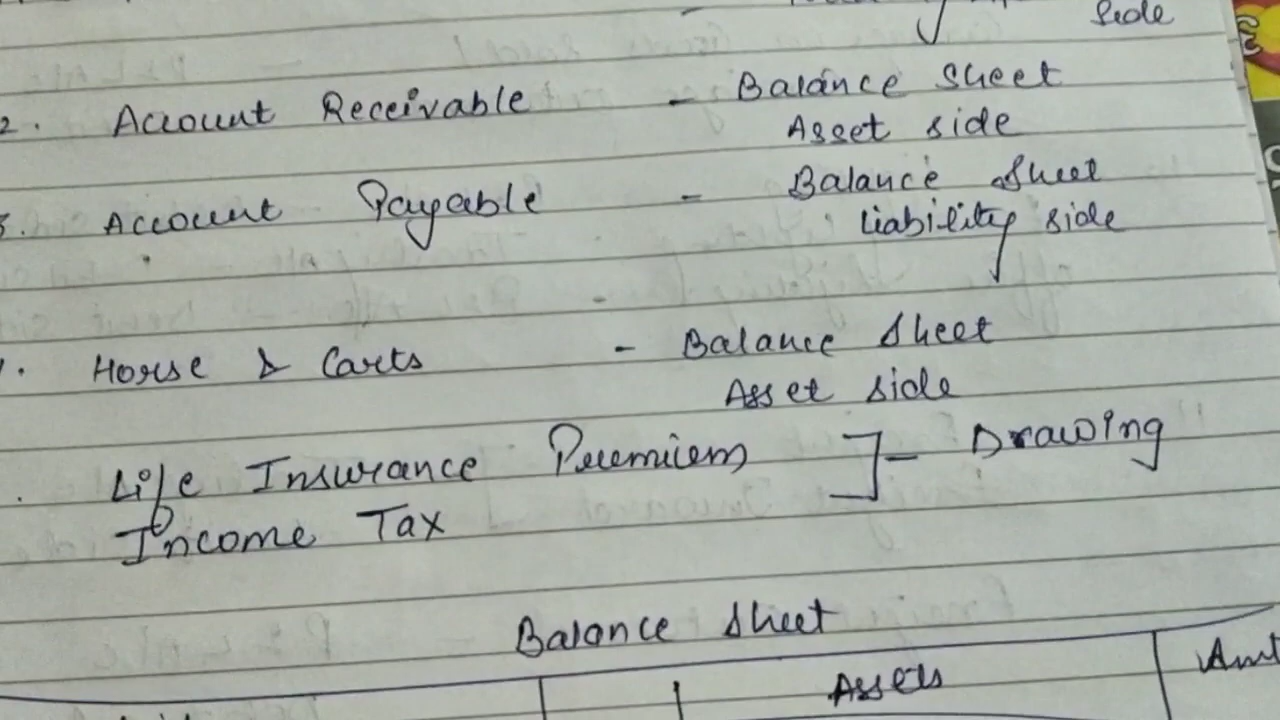 side
2. Account Receivable - Balance Sheet
Asset side
3. Account Payable - Balance Sheet
liability side
Horse & Carts - Balance Sheet
Asset side
Life Insurance Premium ]- Drawing
Income Tax
Balance Sheet
Assets Amt